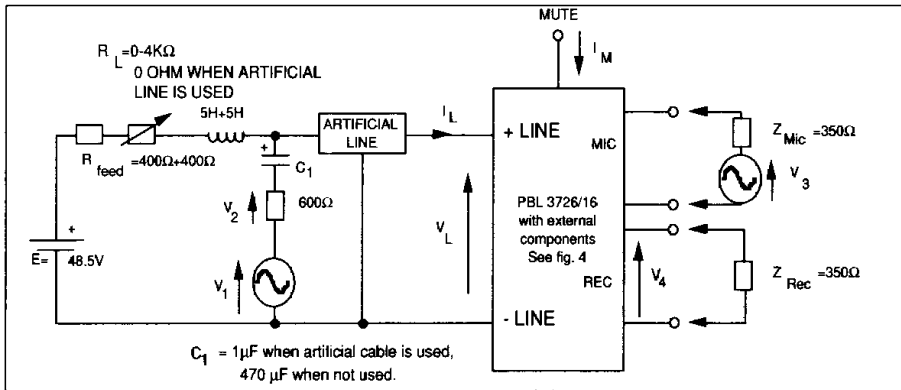 MUTE
I M
R L =0-4KΩ
0 OHM WHEN ARTIFICIAL
LINE IS USED
5H+5H
I L
ARTIFICIAL
LINE
+ LINE
MIC
Z Mic =350Ω
R feed =400Ω+400Ω
+
C 1
V 3
V 2
600Ω
V L
PBL 3726/16
with external
components
See fig. 4
REC
V 4
Z Rec =350Ω
+
E= 48.5V
V 1
- LINE
C 1 = 1µF when artificial cable is used,
470 µF when not used.